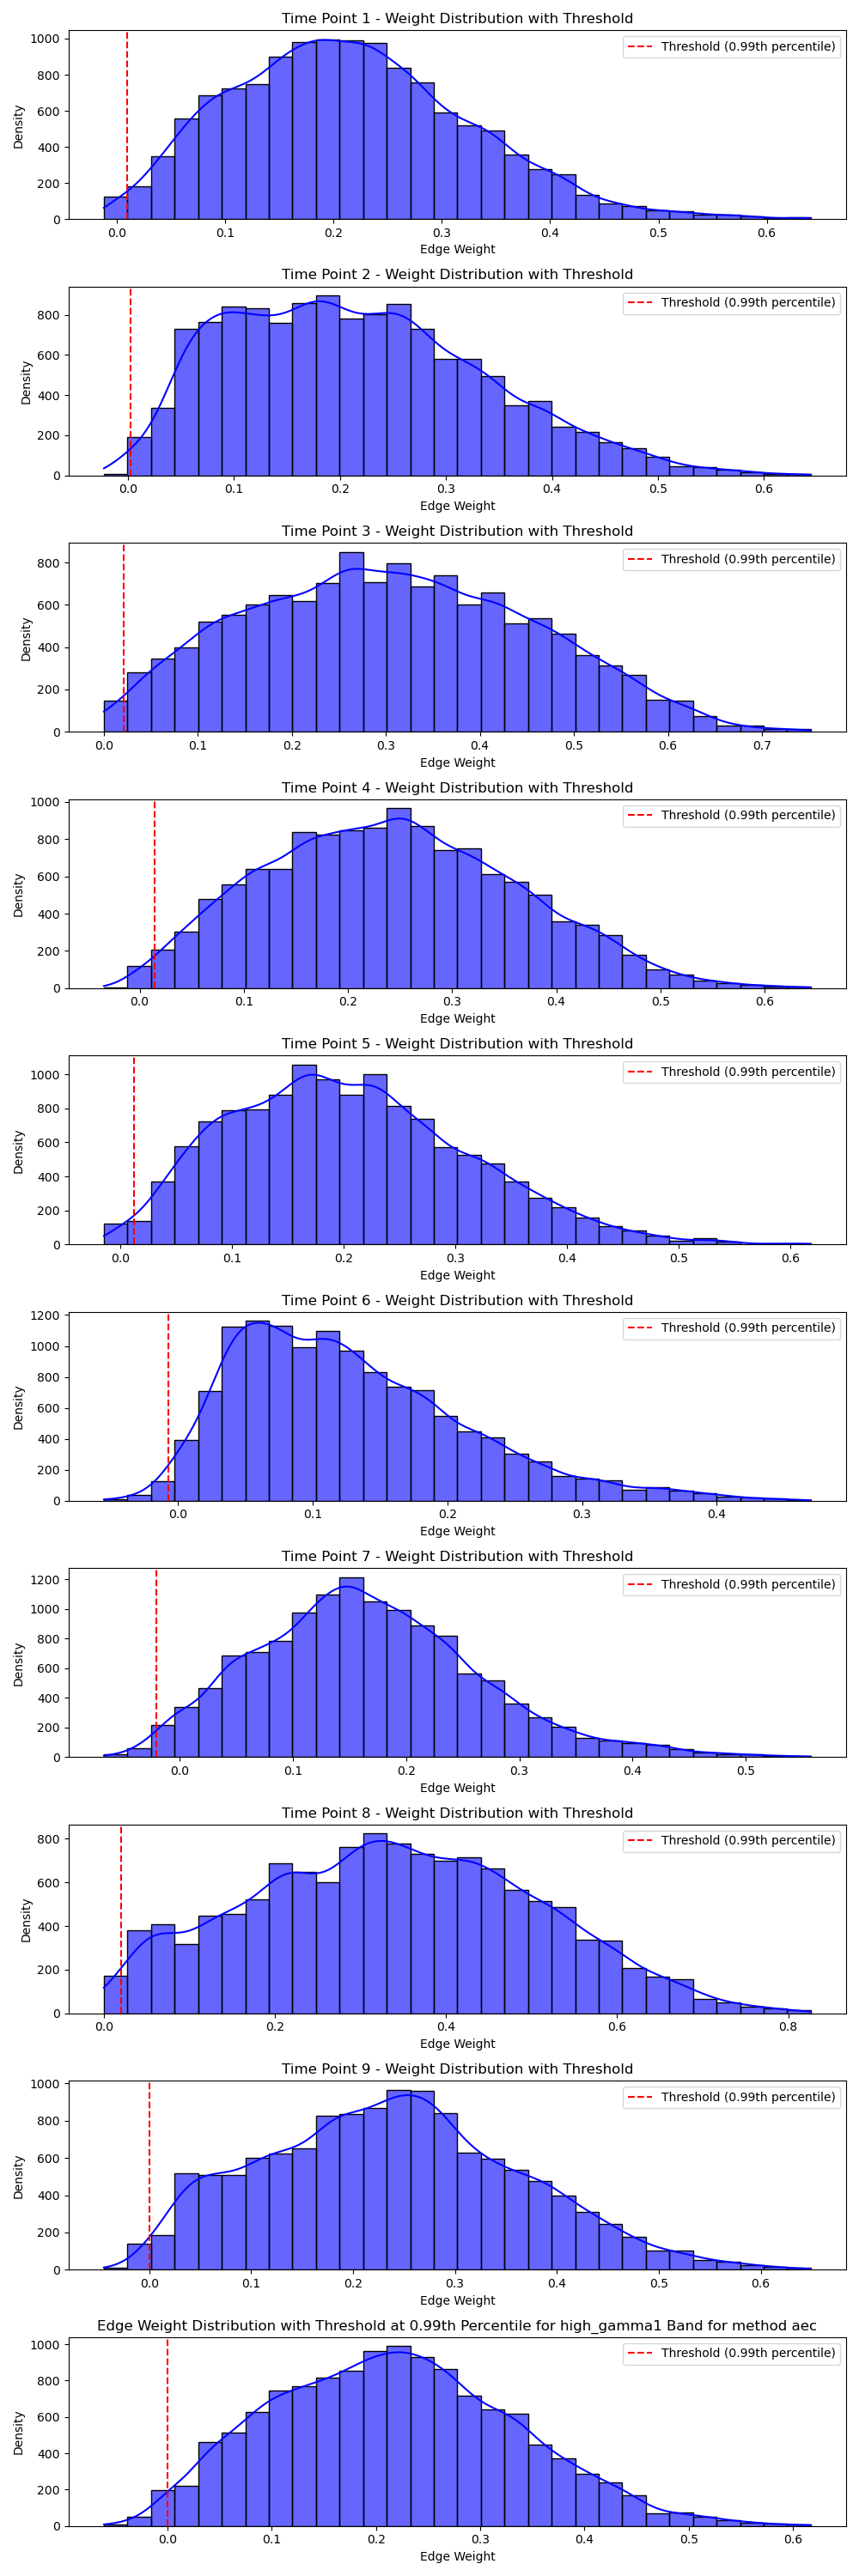 Time Point 1 - Weight Distribution with Threshold
Density
1000
800
600
400
200
0
Threshold (0.99th percentile)
0.0 0.1 0.2 0.3 0.4 0.5 0.6
Edge Weight
Time Point 2 - Weight Distribution with Threshold
Density
800
600
400
200
0
Threshold (0.99th percentile)
0.0 0.1 0.2 0.3 0.4 0.5 0.6
Edge Weight
Time Point 3 - Weight Distribution with Threshold
Density
800
600
400
200
0
Threshold (0.99th percentile)
0.0 0.1 0.2 0.3 0.4 0.5 0.6 0.7
Edge Weight
Time Point 4 - Weight Distribution with Threshold
Density
1000
800
600
400
200
0
Threshold (0.99th percentile)
0.0 0.1 0.2 0.3 0.4 0.5 0.6
Edge Weight
Time Point 5 - Weight Distribution with Threshold
Density
1000
800
600
400
200
0
Threshold (0.99th percentile)
0.0 0.1 0.2 0.3 0.4 0.5 0.6
Edge Weight
Time Point 6 - Weight Distribution with Threshold
Density
1200
1000
800
600
400
200
0
Threshold (0.99th percentile)
0.0 0.1 0.2 0.3 0.4
Edge Weight
Time Point 7 - Weight Distribution with Threshold
Density
1200
1000
800
600
400
200
0
Threshold (0.99th percentile)
0.0 0.1 0.2 0.3 0.4 0.5
Edge Weight
Time Point 8 - Weight Distribution with Threshold
Density
800
600
400
200
0
Threshold (0.99th percentile)
0.0 0.2 0.4 0.6 0.8
Edge Weight
Time Point 9 - Weight Distribution with Threshold
Density
1000
800
600
400
200
0
Threshold (0.99th percentile)
0.0 0.1 0.2 0.3 0.4 0.5 0.6
Edge Weight
Edge Weight Distribution with Threshold at 0.99th Percentile for high_gamma1 Band for method aec
Density
1000
800
600
400
200
0
Threshold (0.99th percentile)
0.0 0.1 0.2 0.3 0.4 0.5 0.6
Edge Weight